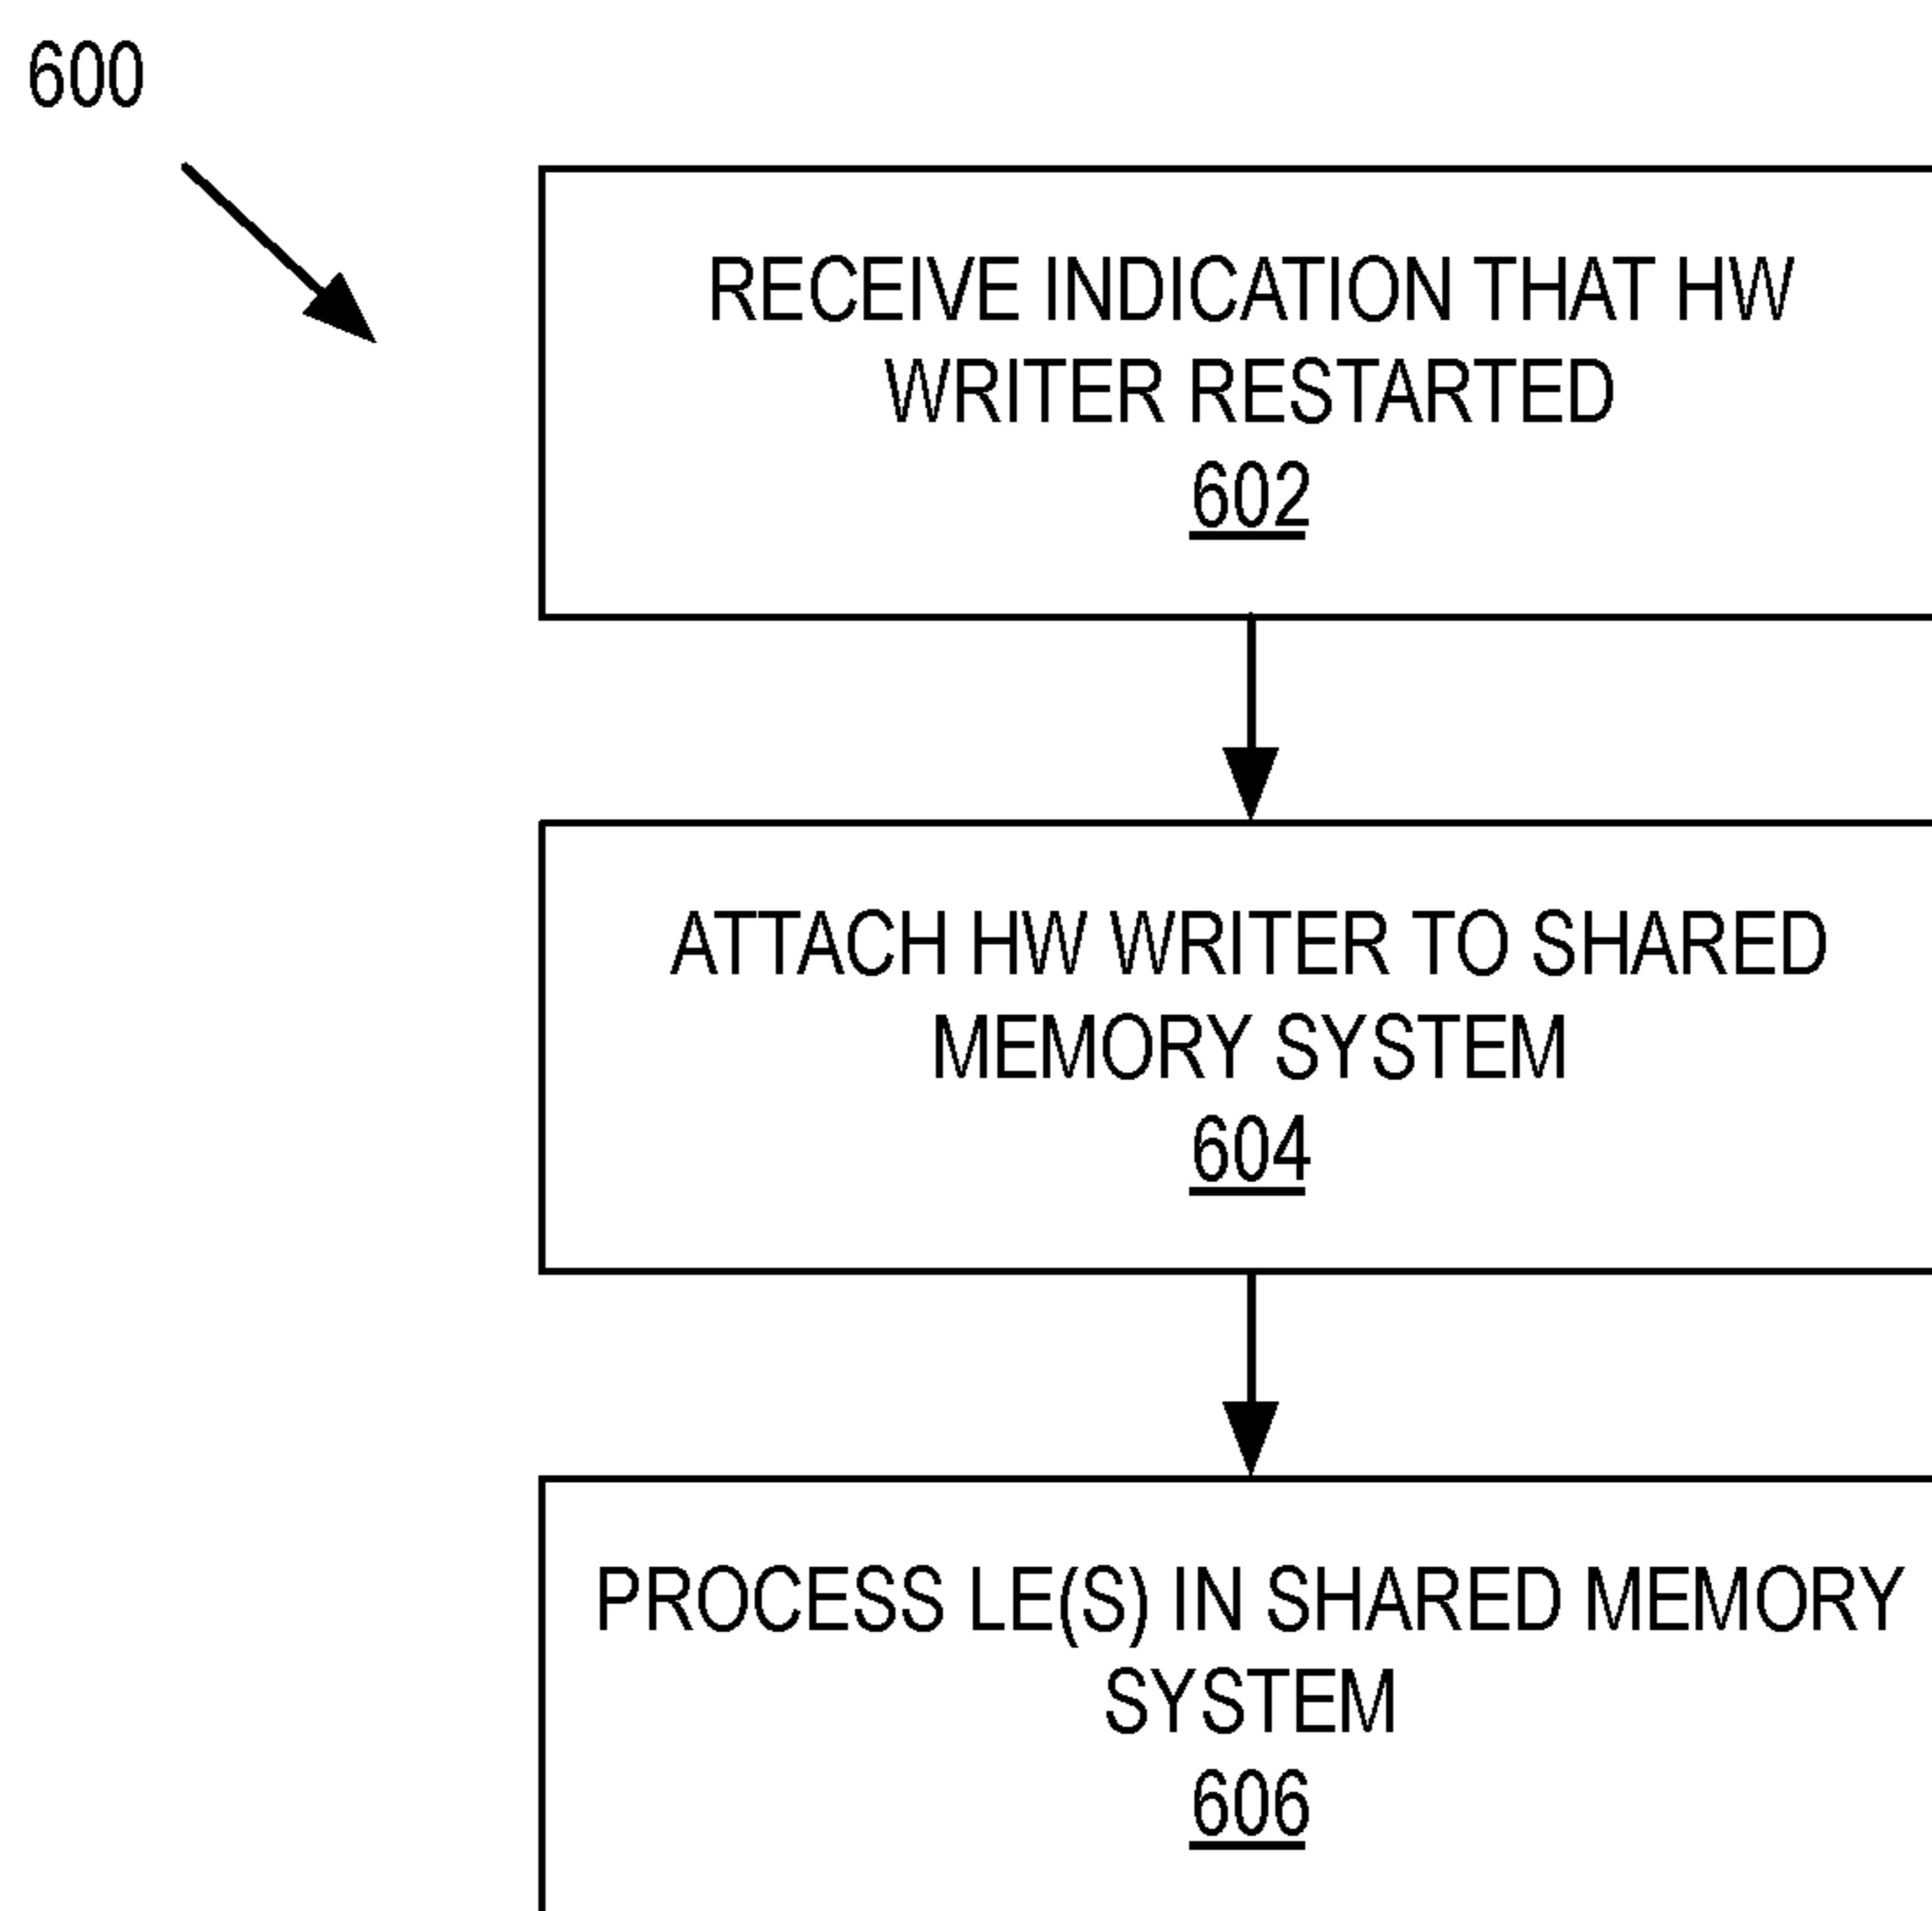 600
RECEIVE INDICATION THAT HW
WRITER RESTARTED
602
ATTACH HW WRITER TO SHARED
MEMORY SYSTEM
604
PROCESS LE(S) IN SHARED MEMORY
SYSTEM
606